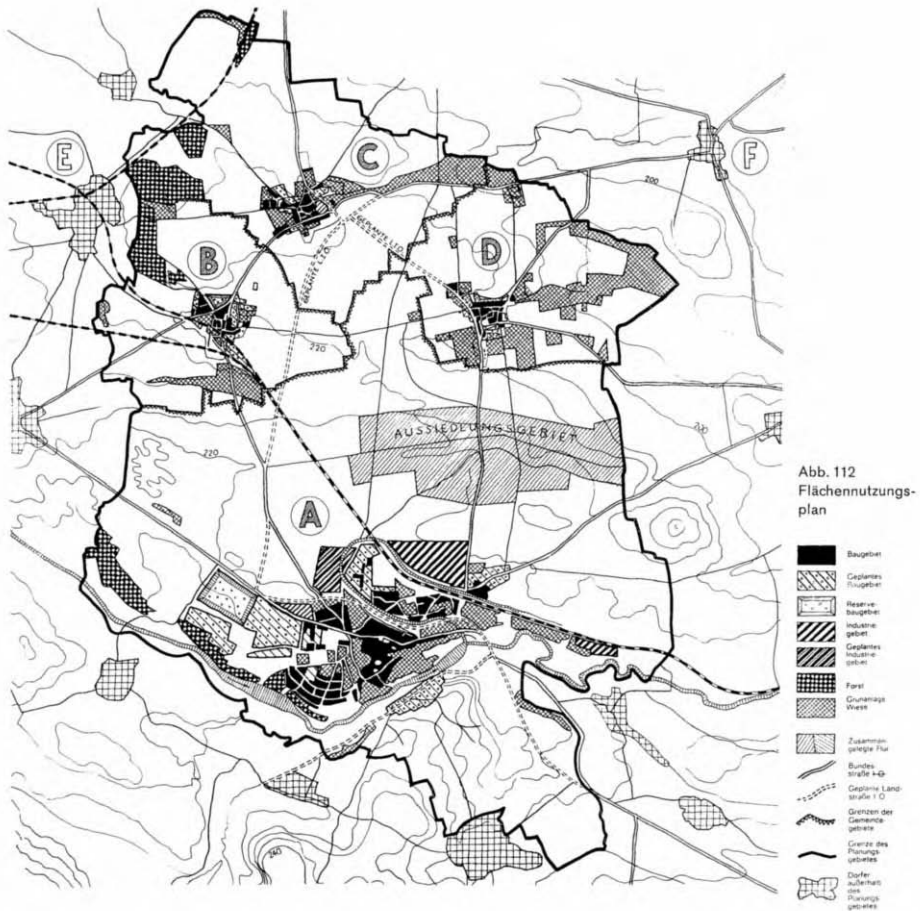 E
C
F
200
B
GEPLANTE I.O
GEPLANTE I.O
D
220
AUSSIEDLUNGSGEBIET
220
A
240
Abb. 112
Flächennutzungs-
plan
Baugebiet
Geplantes
Baugebiet
Reserve-
baugebiet
Industrie
gebiet
Geplantes
Industrie-
gebiet
Forst
Grünanlage
Wiese
Zusammen
gelegte Flur
Bundes-
straße I.O
Geplante Land
straße I O
Grenzen der
Gemeinde
gebiete
Grenze des
Planungs
gebietes
Dörfer
außerhalb
des
Planungs
gebietes